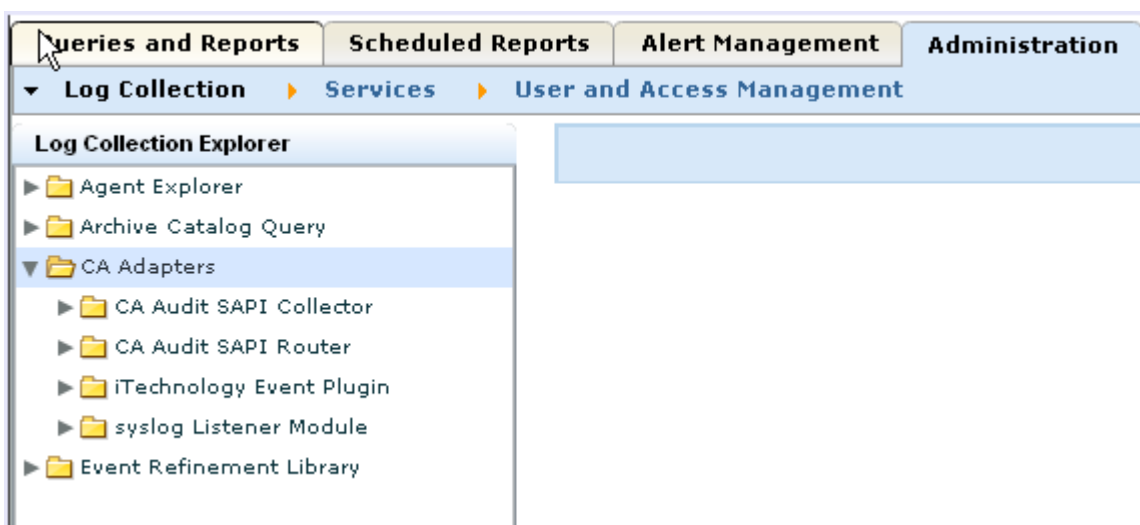 Queries and Reports Scheduled Reports Alert Management Administration
Log Collection Services User and Access Management
Log Collection Explorer
Agent Explorer
Archive Catalog Query
CA Adapters
CA Audit SAPI Collector
CA Audit SAPI Router
iTechnology Event Plugin
syslog Listener Module
Event Refinement Library